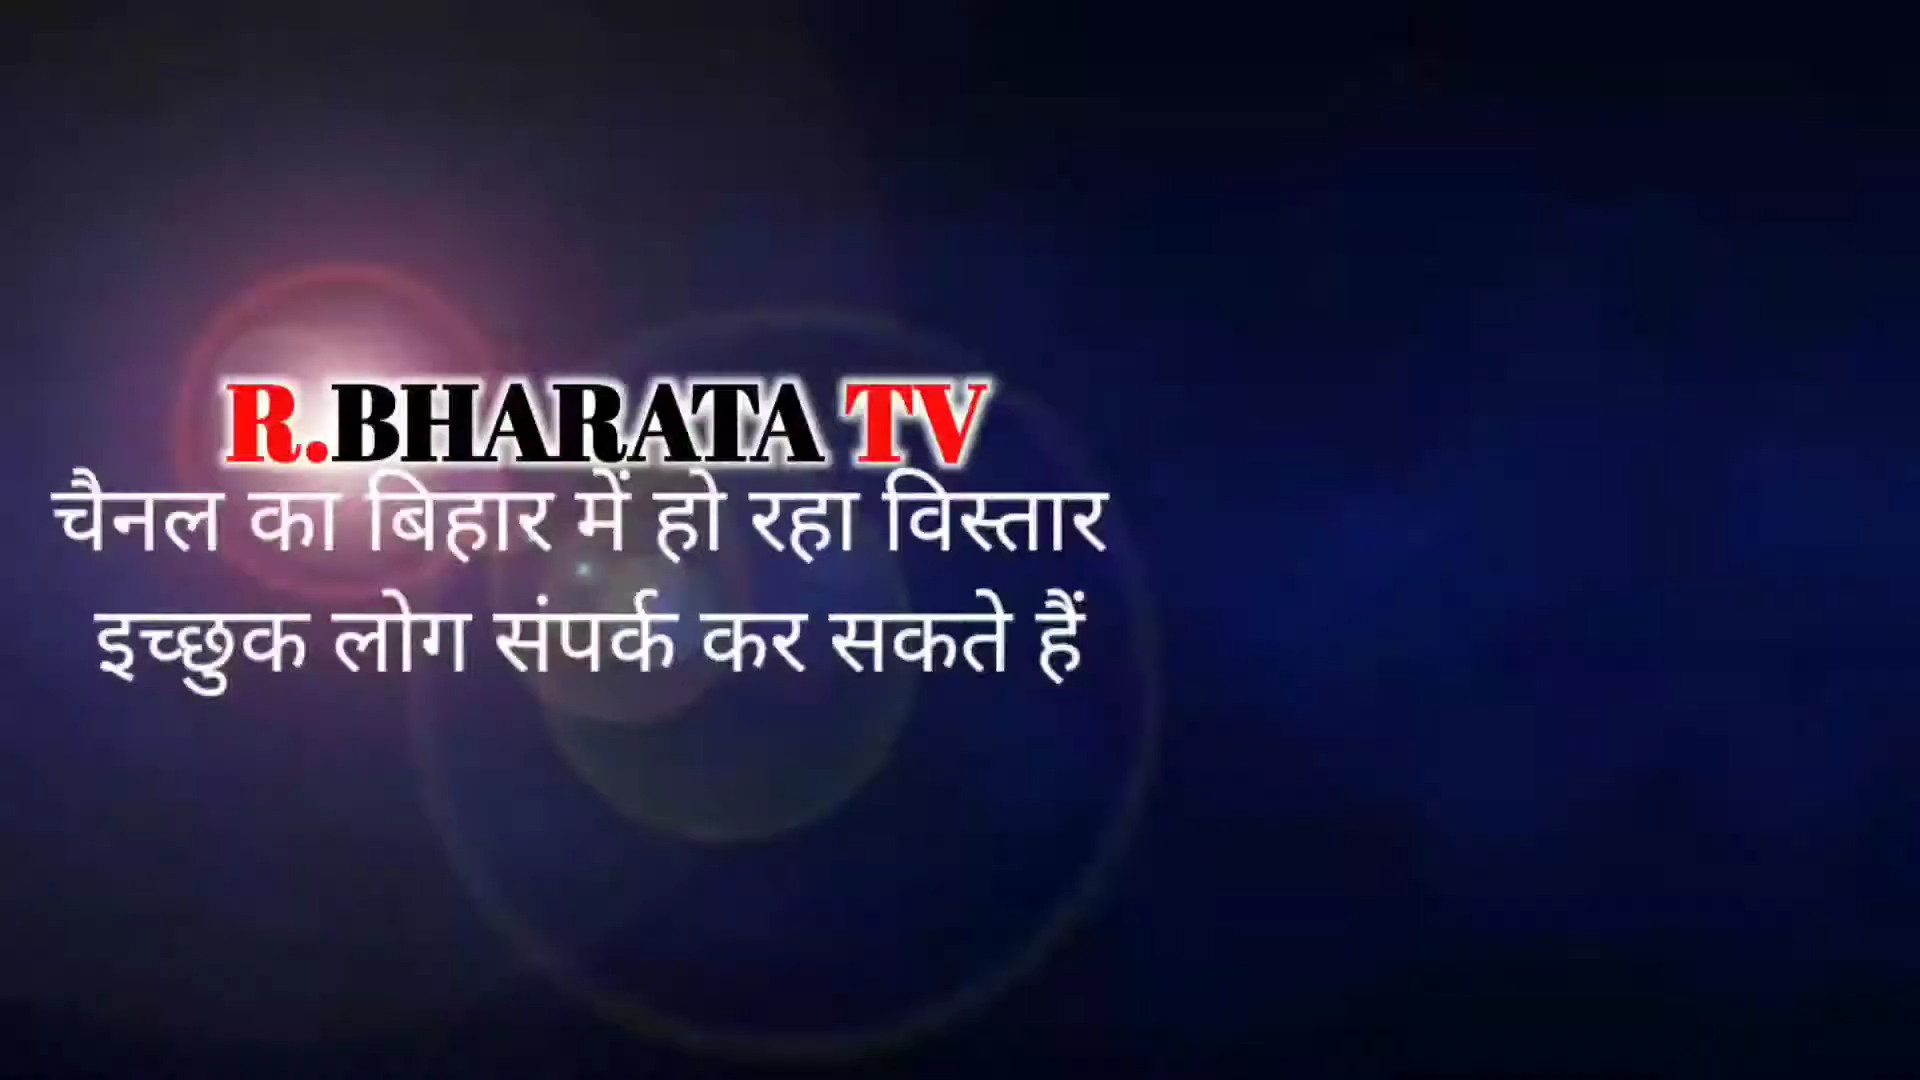 R.BHARATA TV
चैनल का बिहार में हो रहा विस्तार
इच्छुक लोग संपर्क कर सकते हैं